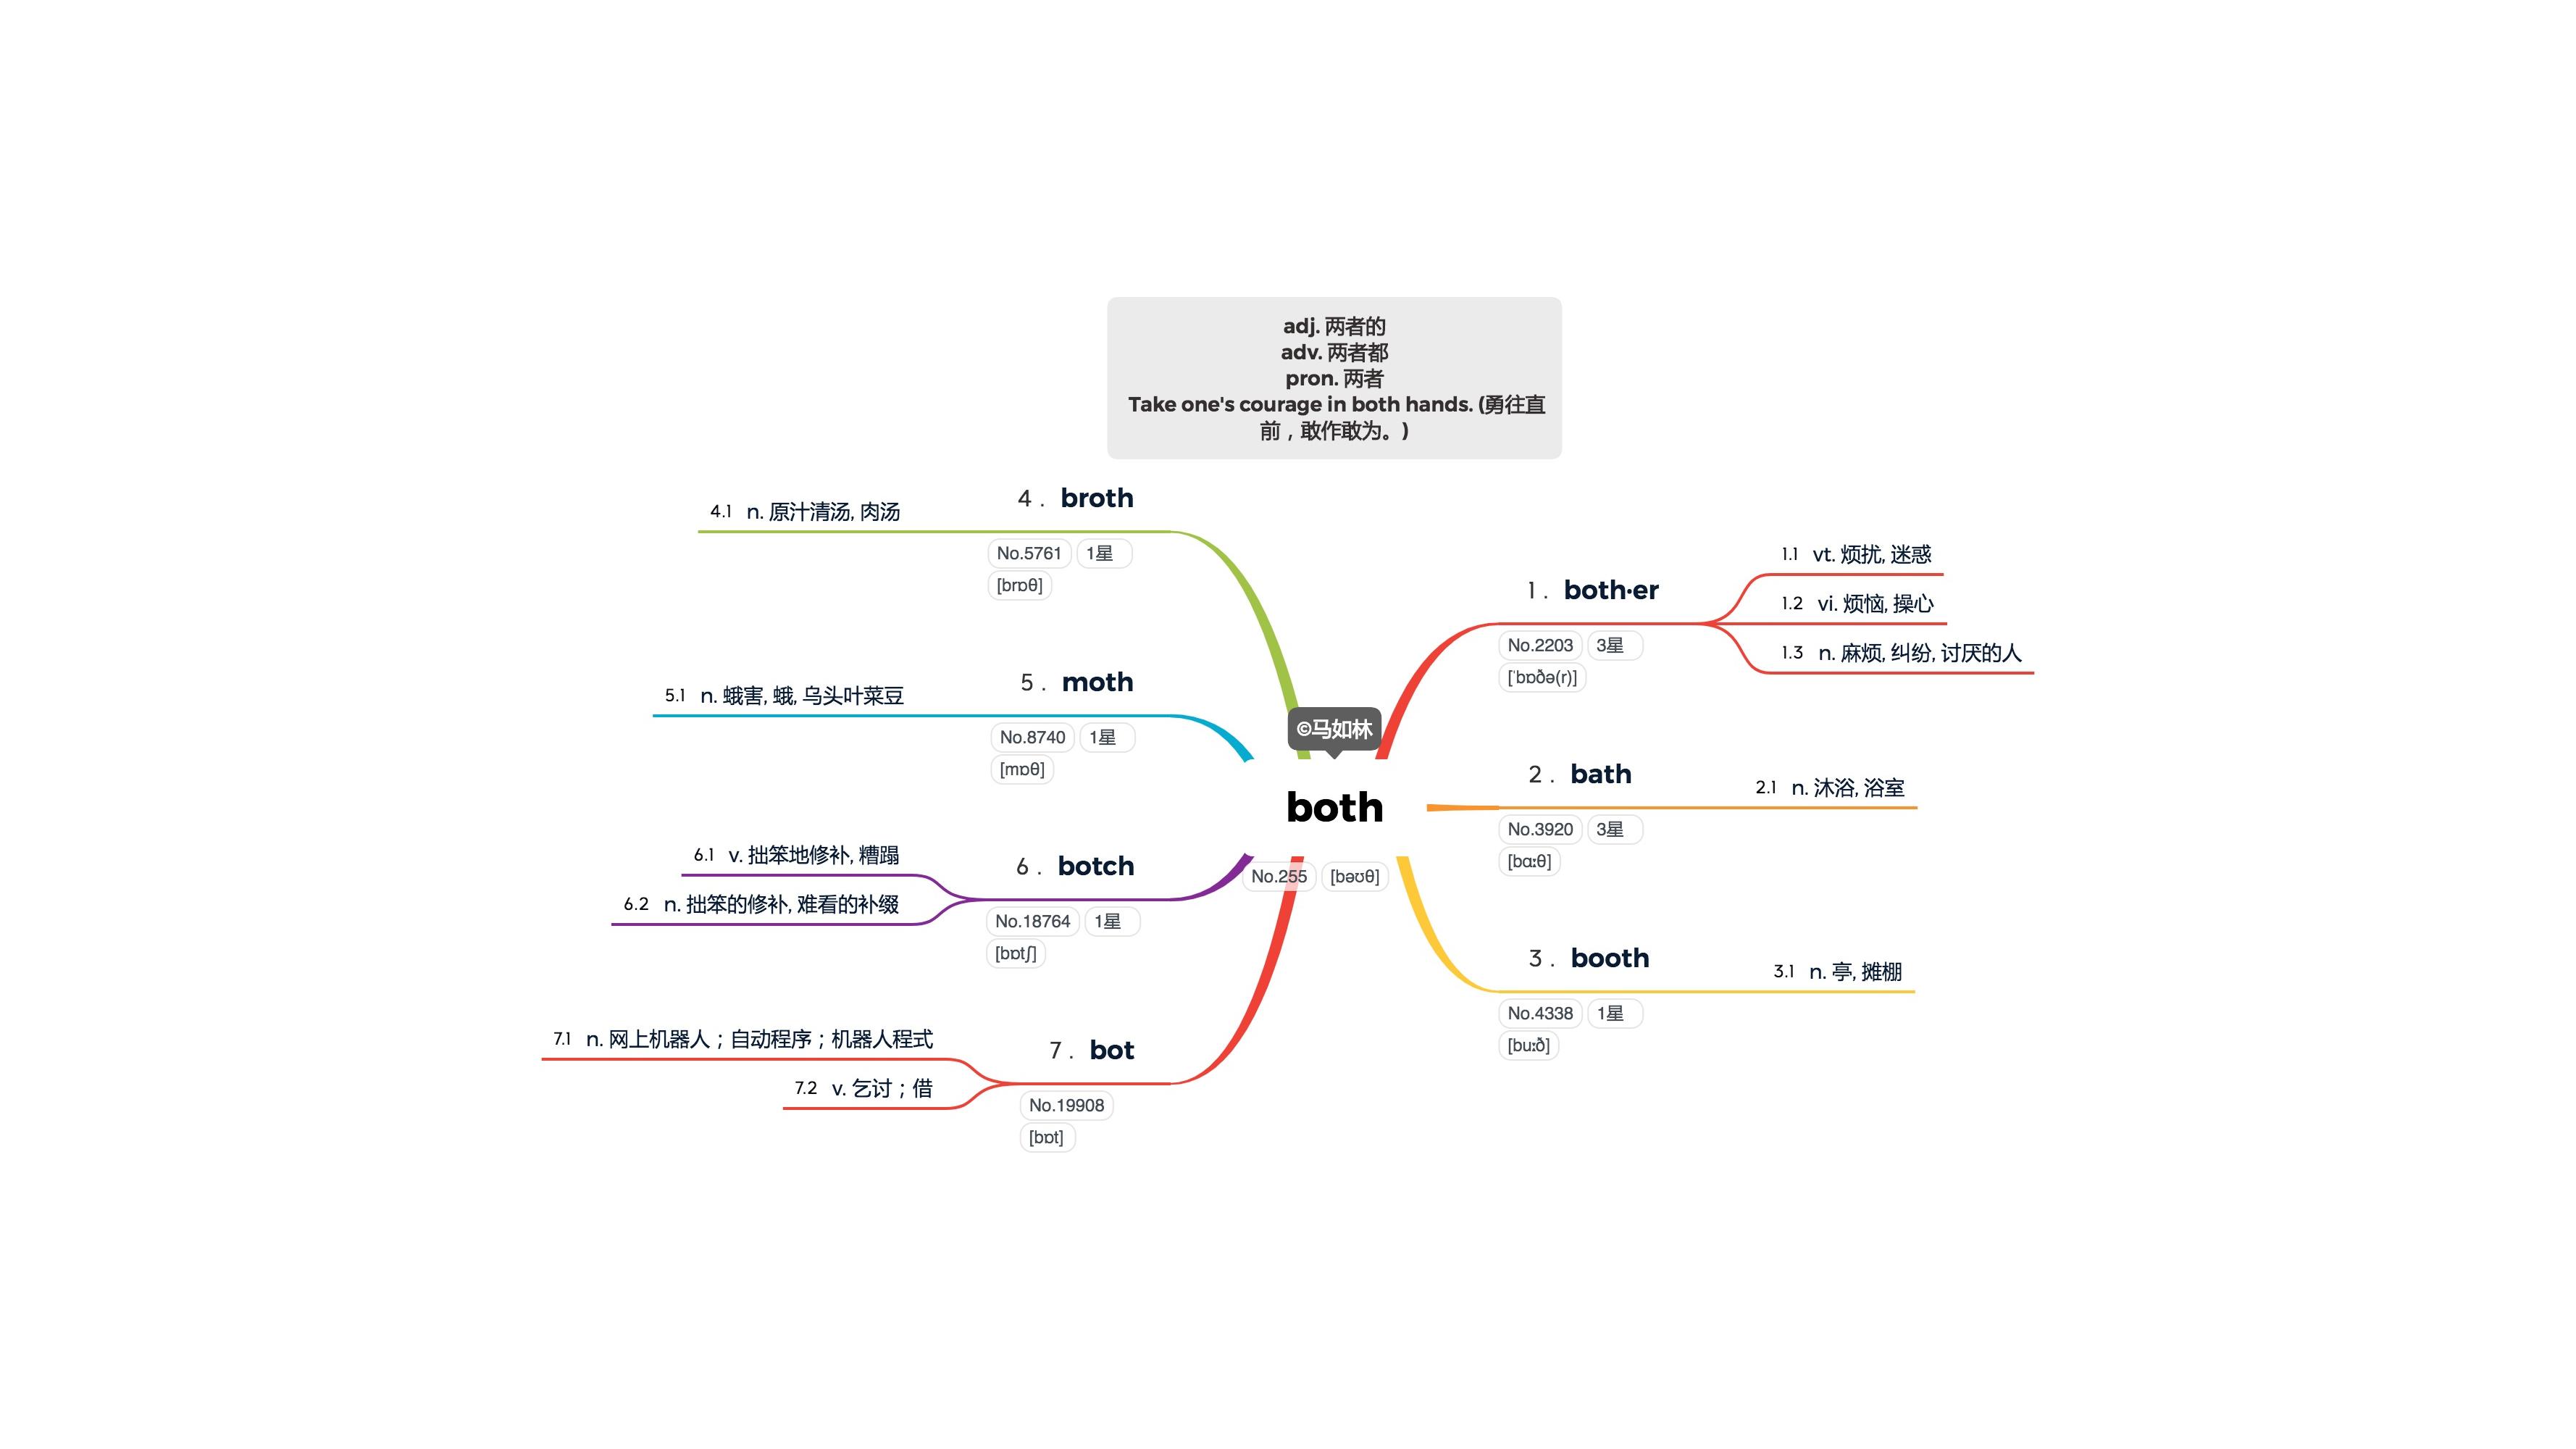 adj. 两者的
adv. 两者都
pron. 两者
Take one's courage in both hands. (勇往直
前，敢作敢为。)
©马如林
both
No.255 [bəʊθ]
1. both·er
No.2203 3星
[ˈbɒðə(r)]
1.1 vt. 烦扰, 迷惑
1.2 vi. 烦恼, 操心
1.3 n. 麻烦, 纠纷, 讨厌的人
2. bath
No.3920 3星
[bɑːθ]
2.1 n. 沐浴, 浴室
3. booth
No.4338 1星
[buːð]
3.1 n. 亭, 摊棚
4. broth
No.5761 1星
[brɒθ]
4.1 n. 原汁清汤, 肉汤
5. moth
No.8740 1星
[mɒθ]
5.1 n. 蛾害, 蛾, 乌头叶菜豆
6. botch
No.18764 1星
[bɒtʃ]
6.1 v. 拙笨地修补, 糟蹋
6.2 n. 拙笨的修补, 难看的补缀
7. bot
No.19908
[bɒt]
7.1 n. 网上机器人；自动程序；机器人程式
7.2 v. 乞讨；借